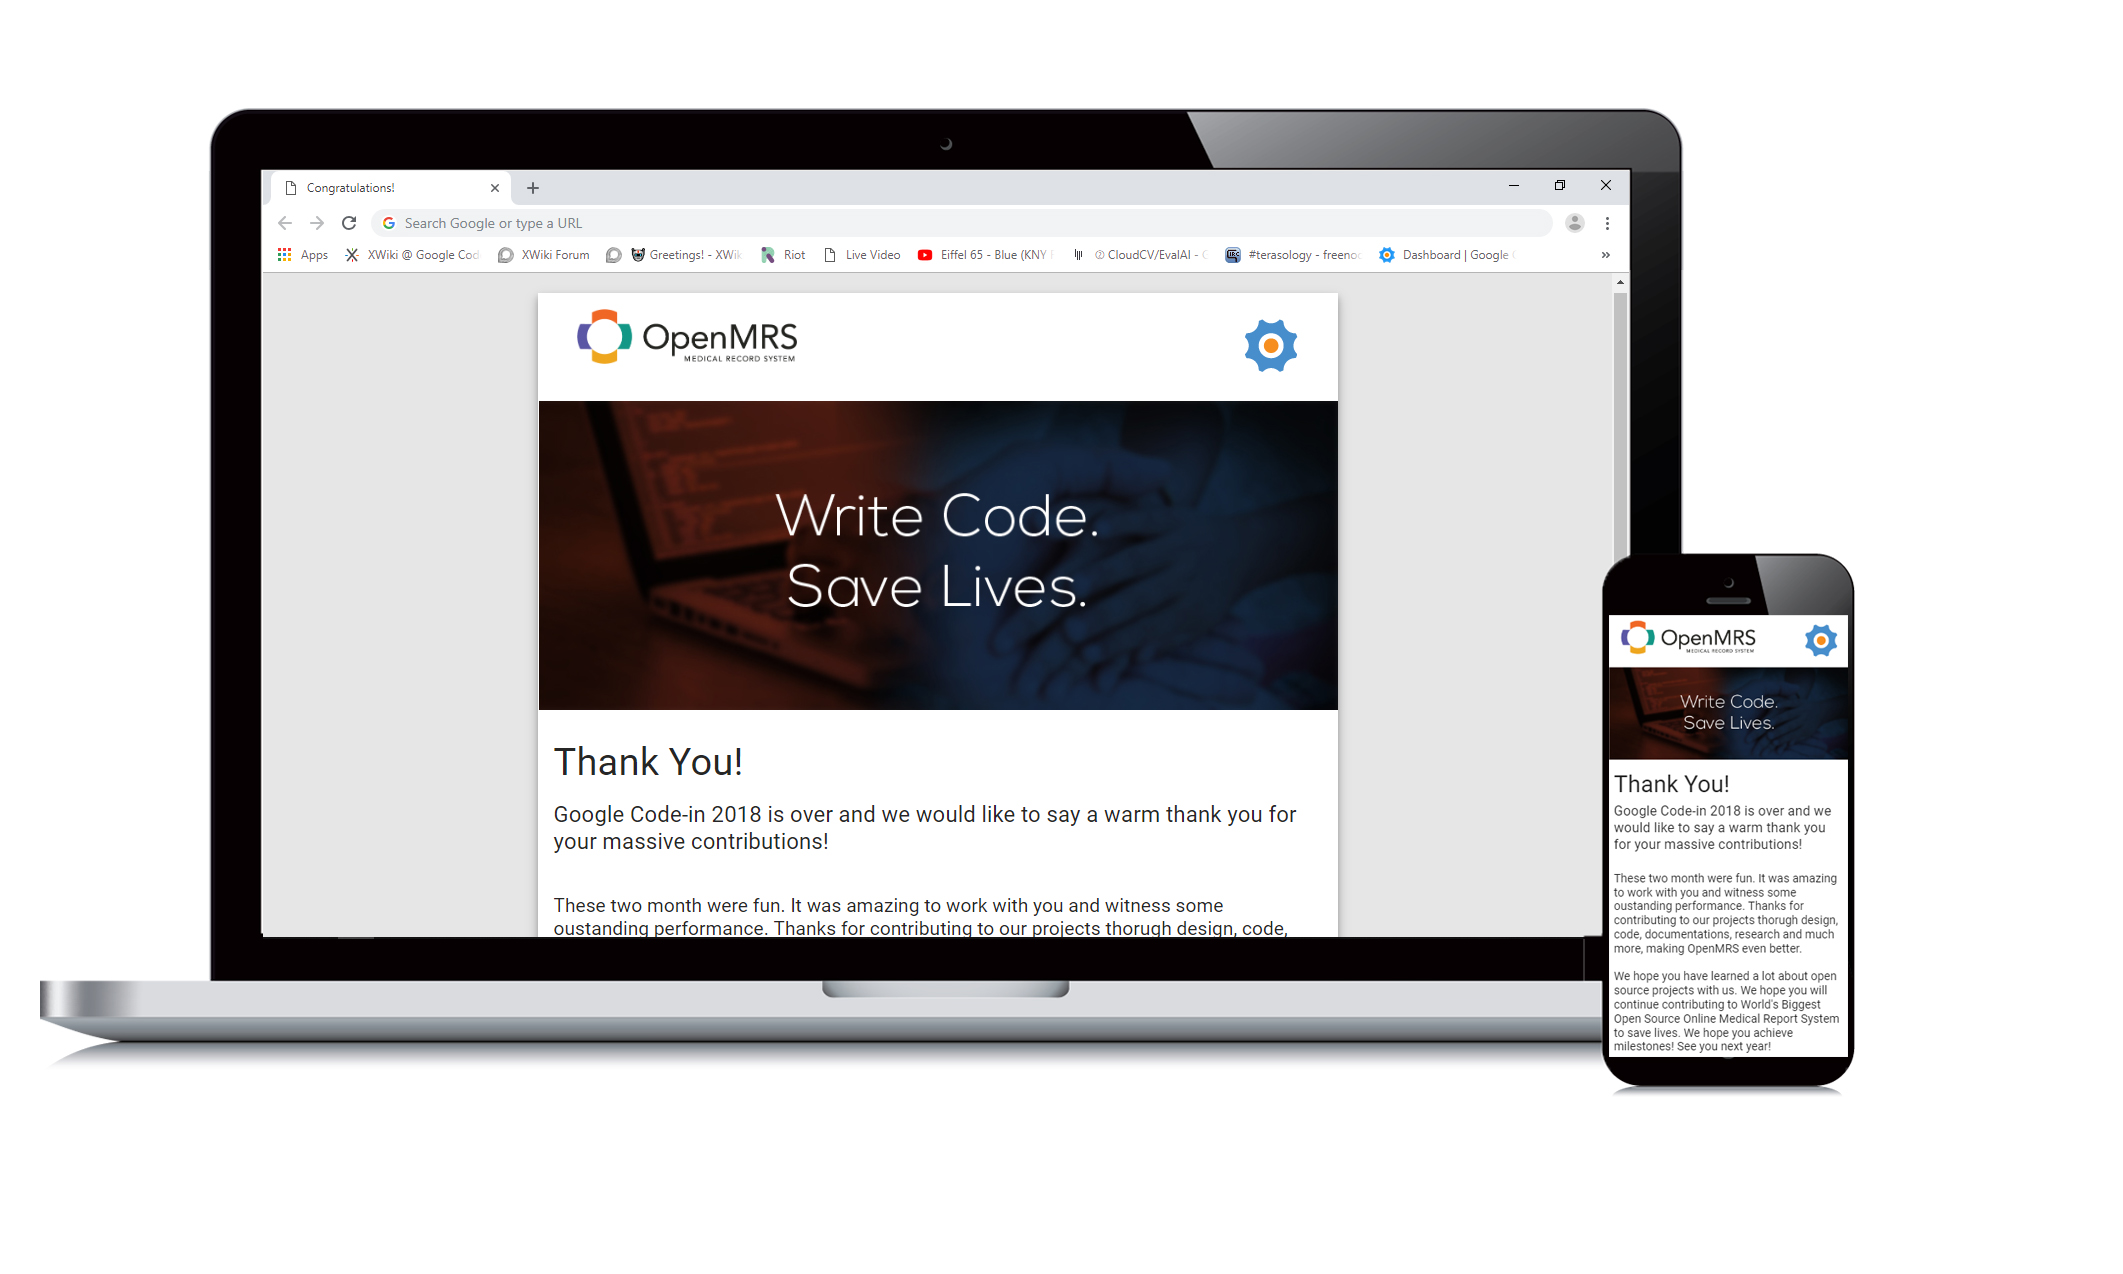 Congratulations!
Search Google or type a URL
Apps XWiki @ Google Cod XWiki Forum Greetings! - XWik Riot Live Video Eiffel 65 - Blue (KNY CloudCV/EvalAI - #terasology - freeno Dashboard | Google
OpenMRS
MEDICAL RECORD SYSTEM
Write Code.
Save Lives.
Thank You!
Google Code-in 2018 is over and we would like to say a warm thank you for
your massive contributions!
These two month were fun. It was amazing to work with you and witness some
oustanding performance. Thanks for contributing to our projects thorugh design, code,
OpenMRS
MEDICAL RECORD SYSTEM
Write Code.
Save Lives.
Thank You!
Google Code-in 2018 is over and we
would like to say a warm thank you
for your massive contributions!
These two month were fun. It was amazing
to work with you and witness some
oustanding performance. Thanks for
contributing to our projects thorugh design,
code, documentations, research and much
more, making OpenMRS even better.
We hope you have learned a lot about open
source projects with us. We hope you will
continue contributing to World's Biggest
Open Source Online Medical Report System
to save lives. We hope you achieve
milestones! See you next year!